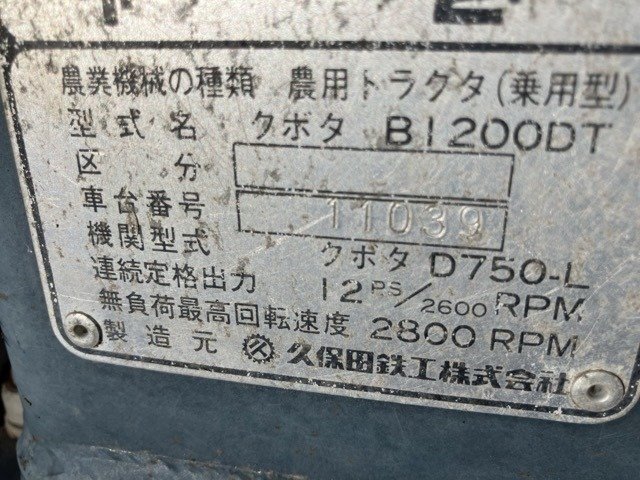 農業機械の種類 農用トラクタ(乗用型)
型式名 クボタ B1200DT
区分
車台番号 11039
機関型式 クボタ D750-L
連続定格出力 12PS/2600RPM
無負荷最高回転速度 2800RPM
製造元 久保田鉄工株式会社